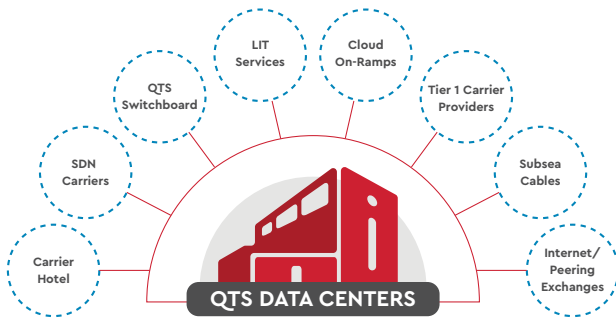 LIT
Services
Cloud
On-Ramps
QTS
Switchboard
Tier 1 Carrier
Providers
SDN
Carriers
Subsea
Cables
Carrier
Hotel
Internet/
Peering
Exchanges
QTS DATA CENTERS